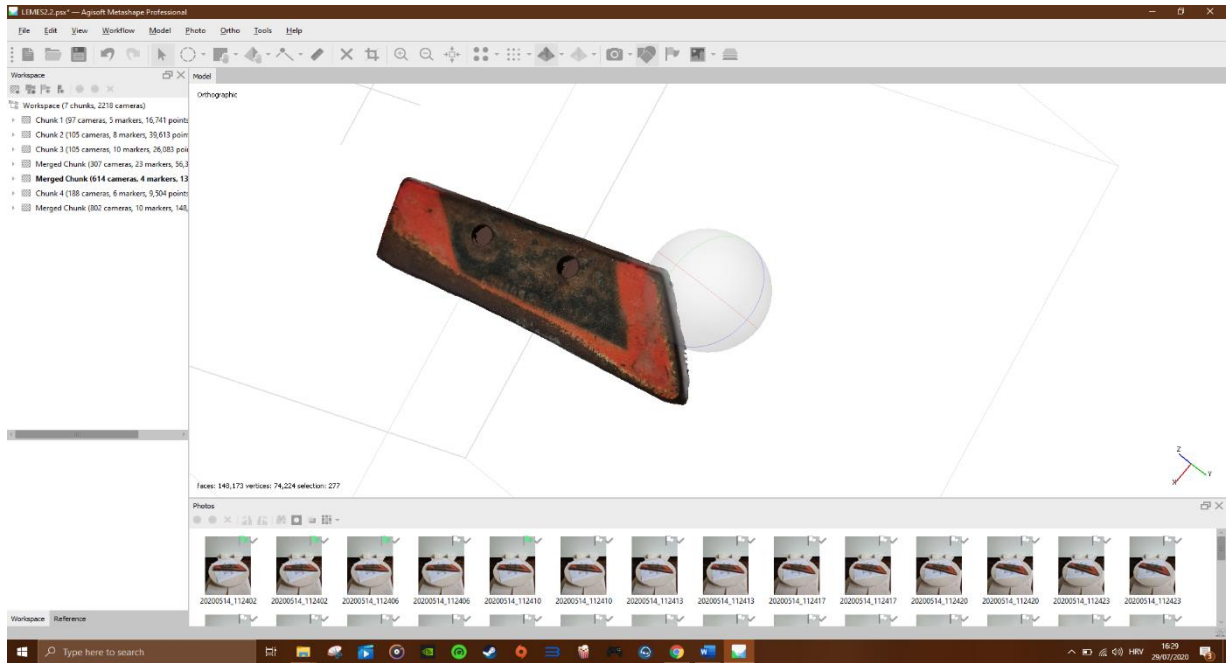 LEMES2.2.psx* — Agisoft Metashape Professional
File Edit View Workflow Model Photo Ortho Tools Help
Workspace
Model
Workspace (7 chunks, 2218 cameras)
Chunk 1 (97 cameras, 5 markers, 16,741 points
Chunk 2 (105 cameras, 8 markers, 39,613 poin
Chunk 3 (105 cameras, 10 markers, 26,083 poi
Merged Chunk (307 cameras, 23 markers, 56,3
Merged Chunk (614 cameras, 4 markers, 13
Chunk 4 (188 cameras, 6 markers, 9,504 points
Merged Chunk (802 cameras, 10 markers, 148,
Orthographic
Z
Y
X
faces: 148,173 vertices: 74,224 selection: 277
Photos
20200514_112402 20200514_112402 20200514_112406 20200514_112406 20200514_112410 20200514_112410 20200514_112413 20200514_112413 20200514_112417 20200514_112417 20200514_112420 20200514_112420 20200514_112423 20200514_112423
Workspace Reference
Type here to search
HRV
16:29
29/07/2020